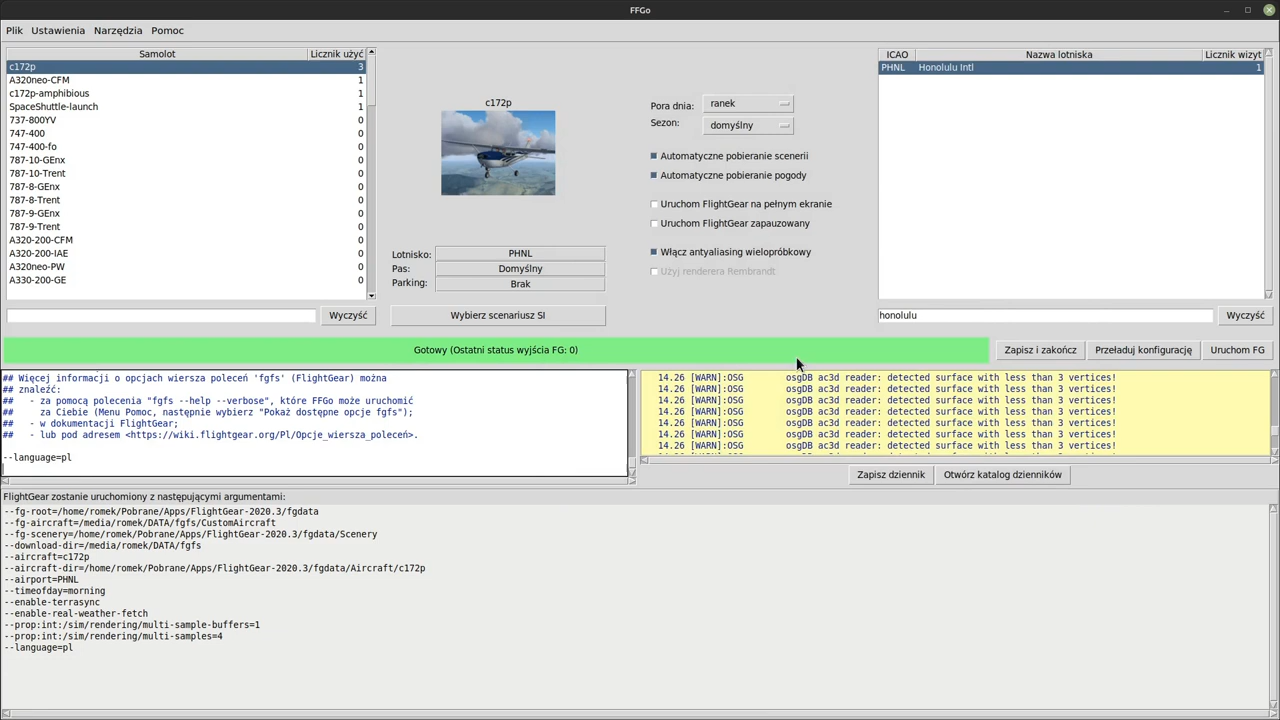 FFGo
Plik Ustawienia Narzędzia Pomoc
Samolot Licznik użyć
c172p 3
A320neo-CFM 1
c172p-amphibious 1
SpaceShuttle-launch 1
737-800YV 0
747-400 0
747-400-fo 0
787-10-GEnx 0
787-10-Trent 0
787-8-GEnx 0
787-8-Trent 0
787-9-GEnx 0
787-9-Trent 0
A320-200-CFM 0
A320-200-IAE 0
A320neo-PW 0
A330-200-GE 0
Wyczyść
c172p
Lotnisko: PHNL
Pas: Domyślny
Parking: Brak
Wybierz scenariusz SI
Pora dnia: ranek
Sezon: domyślny
Automatyczne pobieranie scenerii
Automatyczne pobieranie pogody
Uruchom FlightGear na pełnym ekranie
Uruchom FlightGear zapauzowany
Włącz antyaliasing wielopróbkowy
Użyj renderera Rembrandt
ICAO Nazwa lotniska Licznik wizyt
PHNL Honolulu Intl 1
honolulu Wyczyść
Gotowy (Ostatni status wyjścia FG: 0)
Zapisz i zakończ Przeładuj konfigurację Uruchom FG
## Więcej informacji o opcjach wiersza poleceń 'fgfs' (FlightGear) można
## znaleźć:
## - za pomocą polecenia "fgfs --help --verbose", które FFGo może uruchomić
## za Ciebie (Menu Pomoc, następnie wybierz "Pokaż dostępne opcje fgfs");
## - w dokumentacji FlightGear;
## - lub pod adresem <https://wiki.flightgear.org/Pl/Opcje_wiersza_poleceń>.
--language=pl
14.26 [WARN]:OSG osgDB ac3d reader: detected surface with less than 3 vertices!
14.26 [WARN]:OSG osgDB ac3d reader: detected surface with less than 3 vertices!
14.26 [WARN]:OSG osgDB ac3d reader: detected surface with less than 3 vertices!
14.26 [WARN]:OSG osgDB ac3d reader: detected surface with less than 3 vertices!
14.26 [WARN]:OSG osgDB ac3d reader: detected surface with less than 3 vertices!
14.26 [WARN]:OSG osgDB ac3d reader: detected surface with less than 3 vertices!
14.26 [WARN]:OSG osgDB ac3d reader: detected surface with less than 3 vertices!
Zapisz dziennik Otwórz katalog dzienników
FlightGear zostanie uruchomiony z następującymi argumentami:
--fg-root=/home/romek/Pobrane/Apps/FlightGear-2020.3/fgdata
--fg-aircraft=/media/romek/DATA/fgfs/CustomAircraft
--fg-scenery=/home/romek/Pobrane/Apps/FlightGear-2020.3/fgdata/Scenery
--download-dir=/media/romek/DATA/fgfs
--aircraft=c172p
--aircraft-dir=/home/romek/Pobrane/Apps/FlightGear-2020.3/fgdata/Aircraft/c172p
--airport=PHNL
--timeofday=morning
--enable-terrasync
--enable-real-weather-fetch
--prop:int:/sim/rendering/multi-sample-buffers=1
--prop:int:/sim/rendering/multi-samples=4
--language=pl